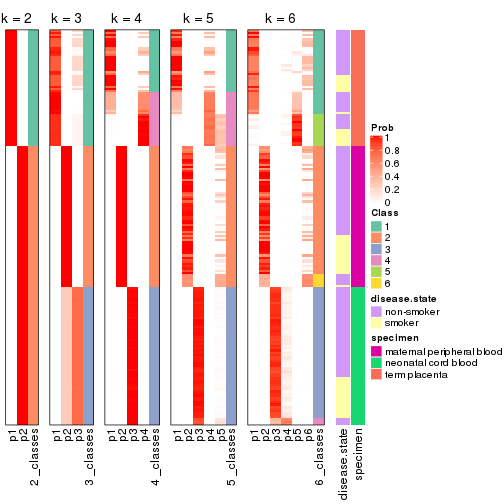 k = 2 k = 3 k = 4 k = 5 k = 6
Prob
1
0.8
0.6
0.4
0.2
0
Class
1
2
3
4
5
6
disease.state
non-smoker
smoker
specimen
maternal peripheral blood
neonatal cord blood
term placenta
p1
p2
2_classes
p1
p2
p3
3_classes
p1
p2
p3
p4
4_classes
p1
p2
p3
p4
p5
5_classes
p1
p2
p3
p4
p5
p6
6_classes
disease.state
specimen